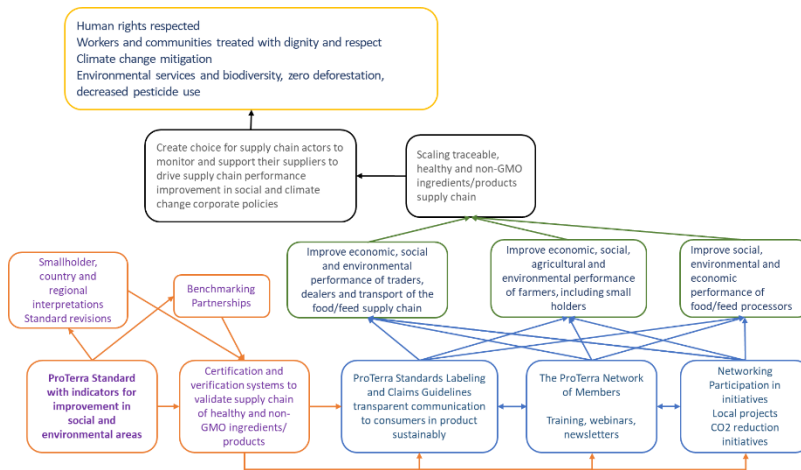 Human rights respected
Workers and communities treated with dignity and respect
Climate change mitigation
Environmental services and biodiversity, zero deforestation,
decreased pesticide use
Create choice for supply chain actors to
monitor and support their suppliers to
drive supply chain performance
improvement in social and climate
change corporate policies
Scaling traceable,
healthy and non-GMO
ingredients/products
supply chain
Smallholder,
country and
regional
interpretations
Standard revisions
Benchmarking
Partnerships
Improve economic, social
and environmental
performance of traders,
dealers and transport of the
food/feed supply chain
Improve economic, social,
agricultural and
environmental performance
of farmers, including small
holders
Improve social,
environmental and
economic
performance of
food/feed processors
ProTerra Standard
with indicators for
improvement in
social and
environmental areas
Certification and
verification systems to
validate supply chain
of healthy and non-
GMO ingredients/
products
ProTerra Standards Labeling
and Claims Guidelines
transparent communication
to consumers in product
sustainably
The ProTerra Network of
Members
Training, webinars,
newsletters
Networking
Participation in
initiatives
Local projects
CO2 reduction
initiatives